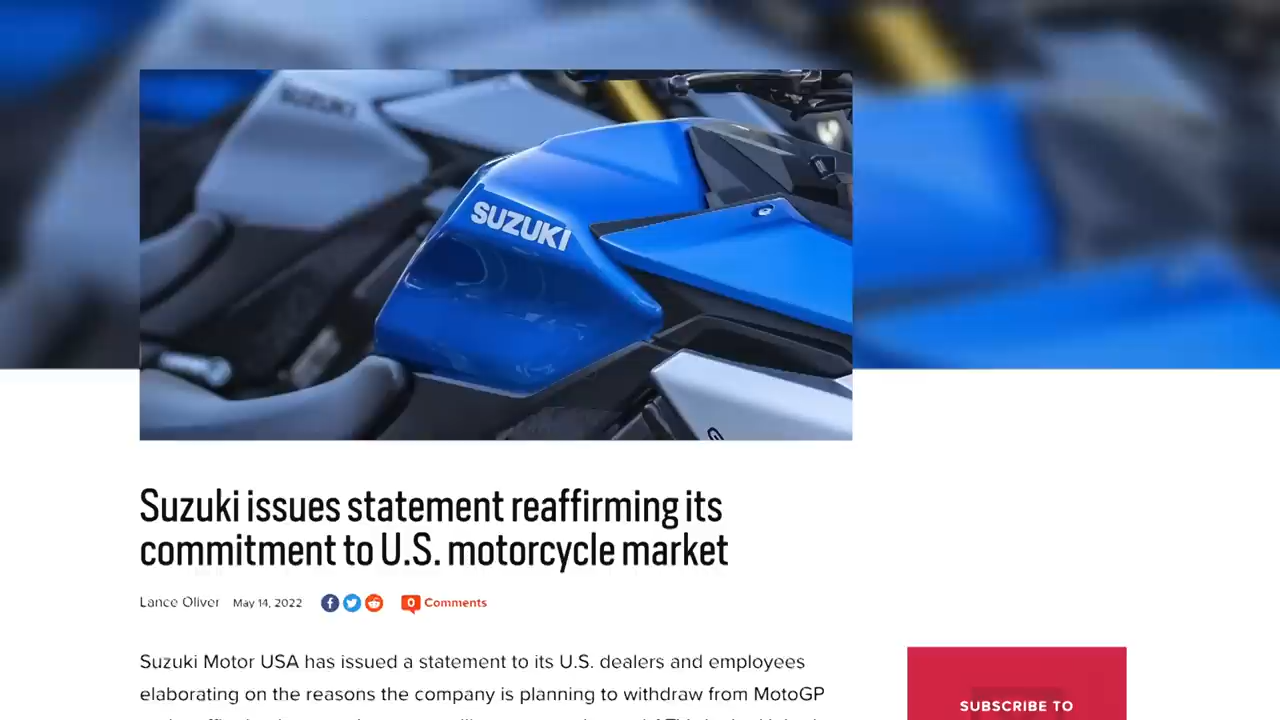 SUZUKI
SUZUKI
Suzuki issues statement reaffirming its
commitment to U.S. motorcycle market
Lance Oliver May 14, 2022 0 Comments
Suzuki Motor USA has issued a statement to its U.S. dealers and employees
elaborating on the reasons the company is planning to withdraw from MotoGP
SUBSCRIBE TO